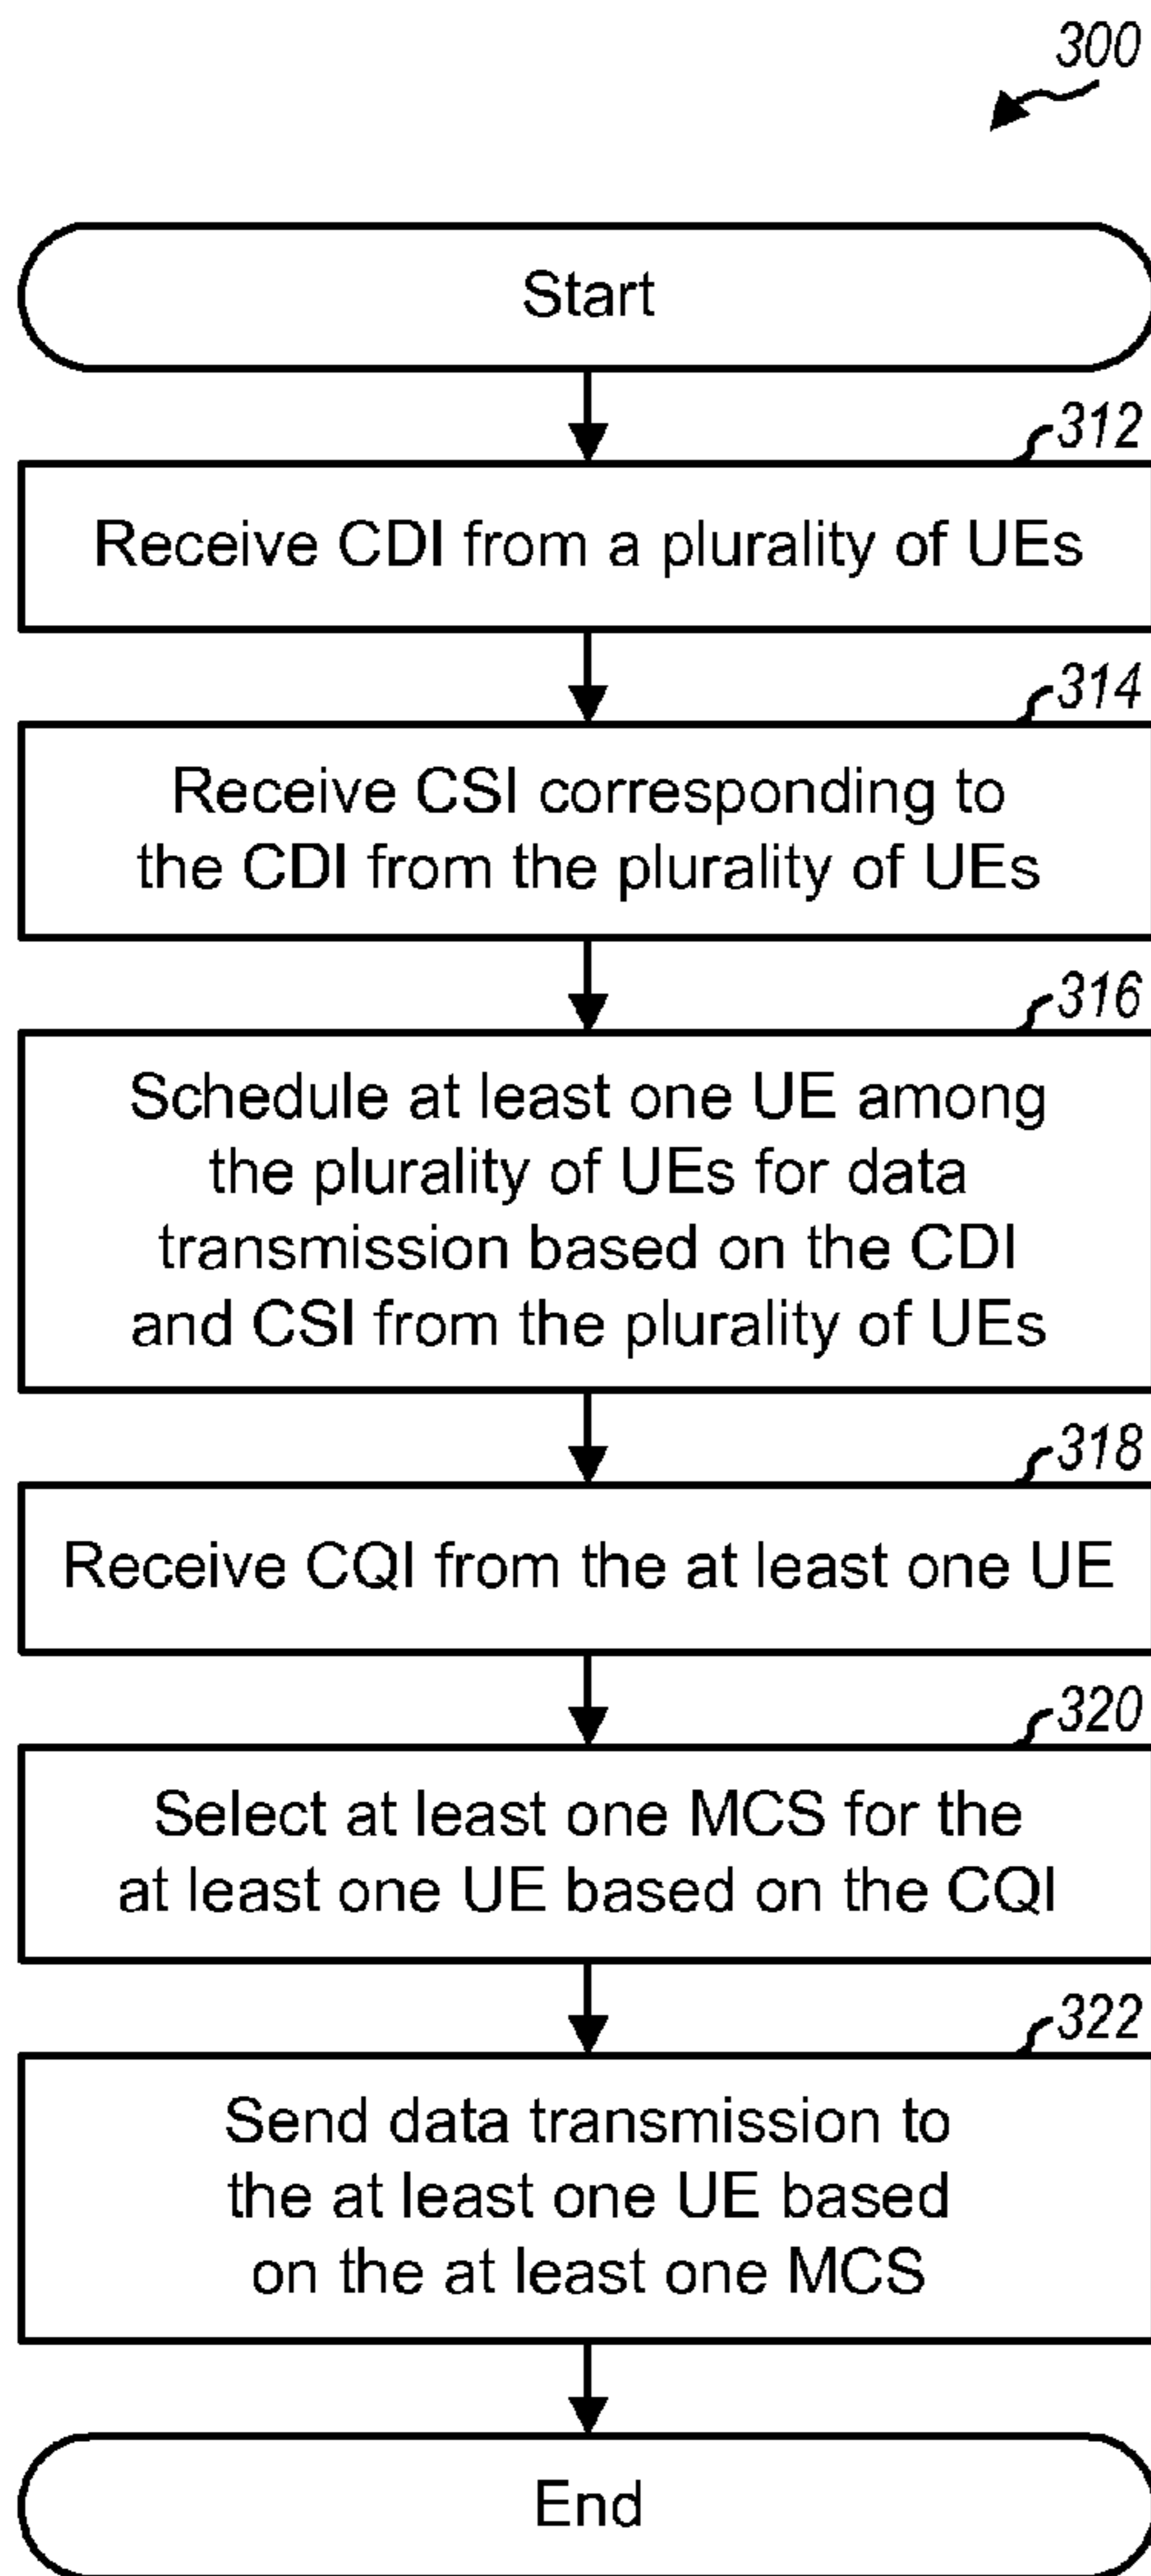 300
Start
312
Receive CDI from a plurality of UEs
314
Receive CSI corresponding to
the CDI from the plurality of UEs
316
Schedule at least one UE among
the plurality of UEs for data
transmission based on the CDI
and CSI from the plurality of UEs
318
Receive CQI from the at least one UE
320
Select at least one MCS for the
at least one UE based on the CQI
322
Send data transmission to
the at least one UE based
on the at least one MCS
End